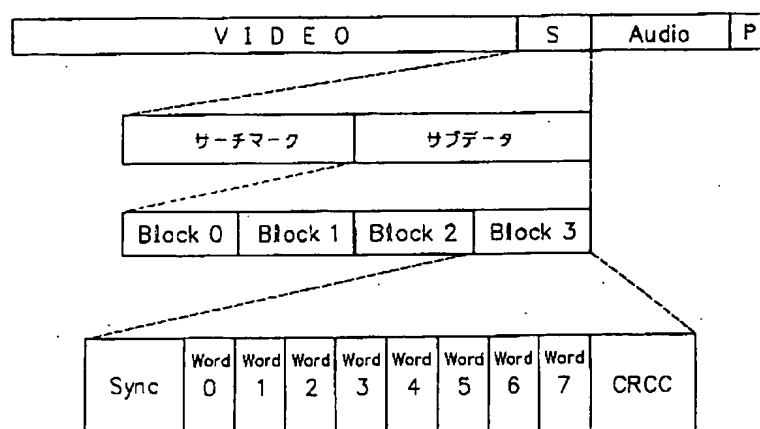 VIDEO S Audio P
サーチマーク サブデータ
Block 0 Block 1 Block 2 Block 3
Sync Word 0 Word 1 Word 2 Word 3 Word 4 Word 5 Word 6 Word 7 CRCC